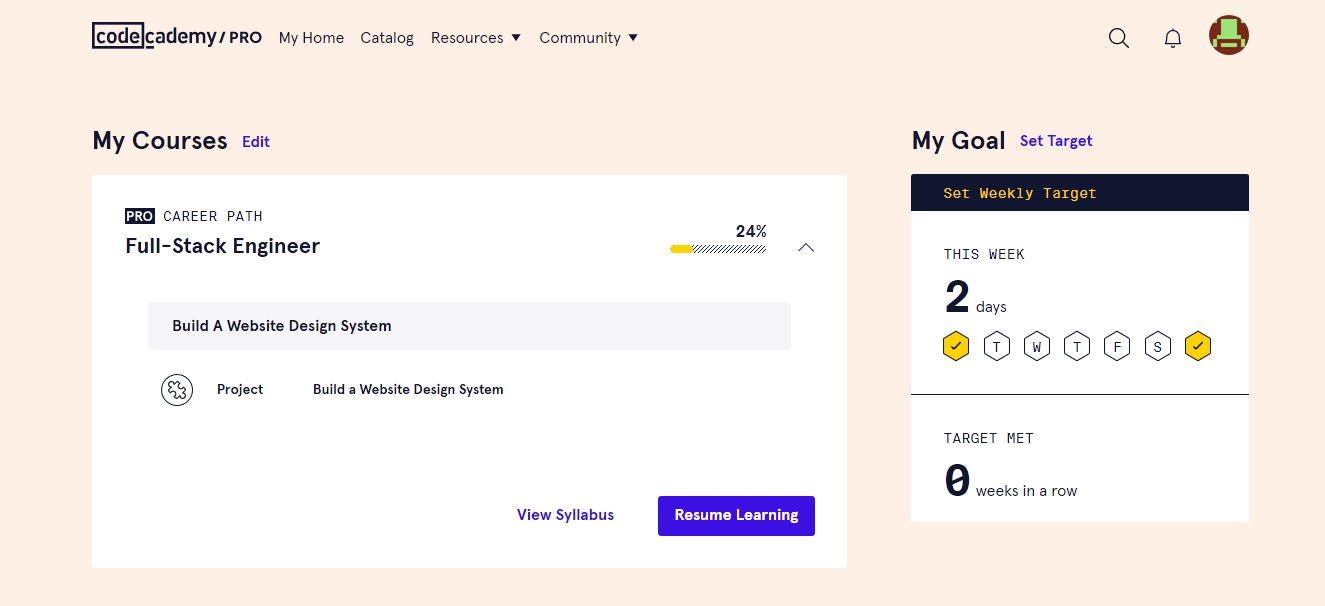 codecademy / PRO My Home Catalog Resources Community
My Courses Edit
PRO CAREER PATH
Full-Stack Engineer
24%
Build A Website Design System
Project Build a Website Design System
View Syllabus Resume Learning
My Goal Set Target
Set Weekly Target
THIS WEEK
2 days
T W T F S
TARGET MET
0 weeks in a row